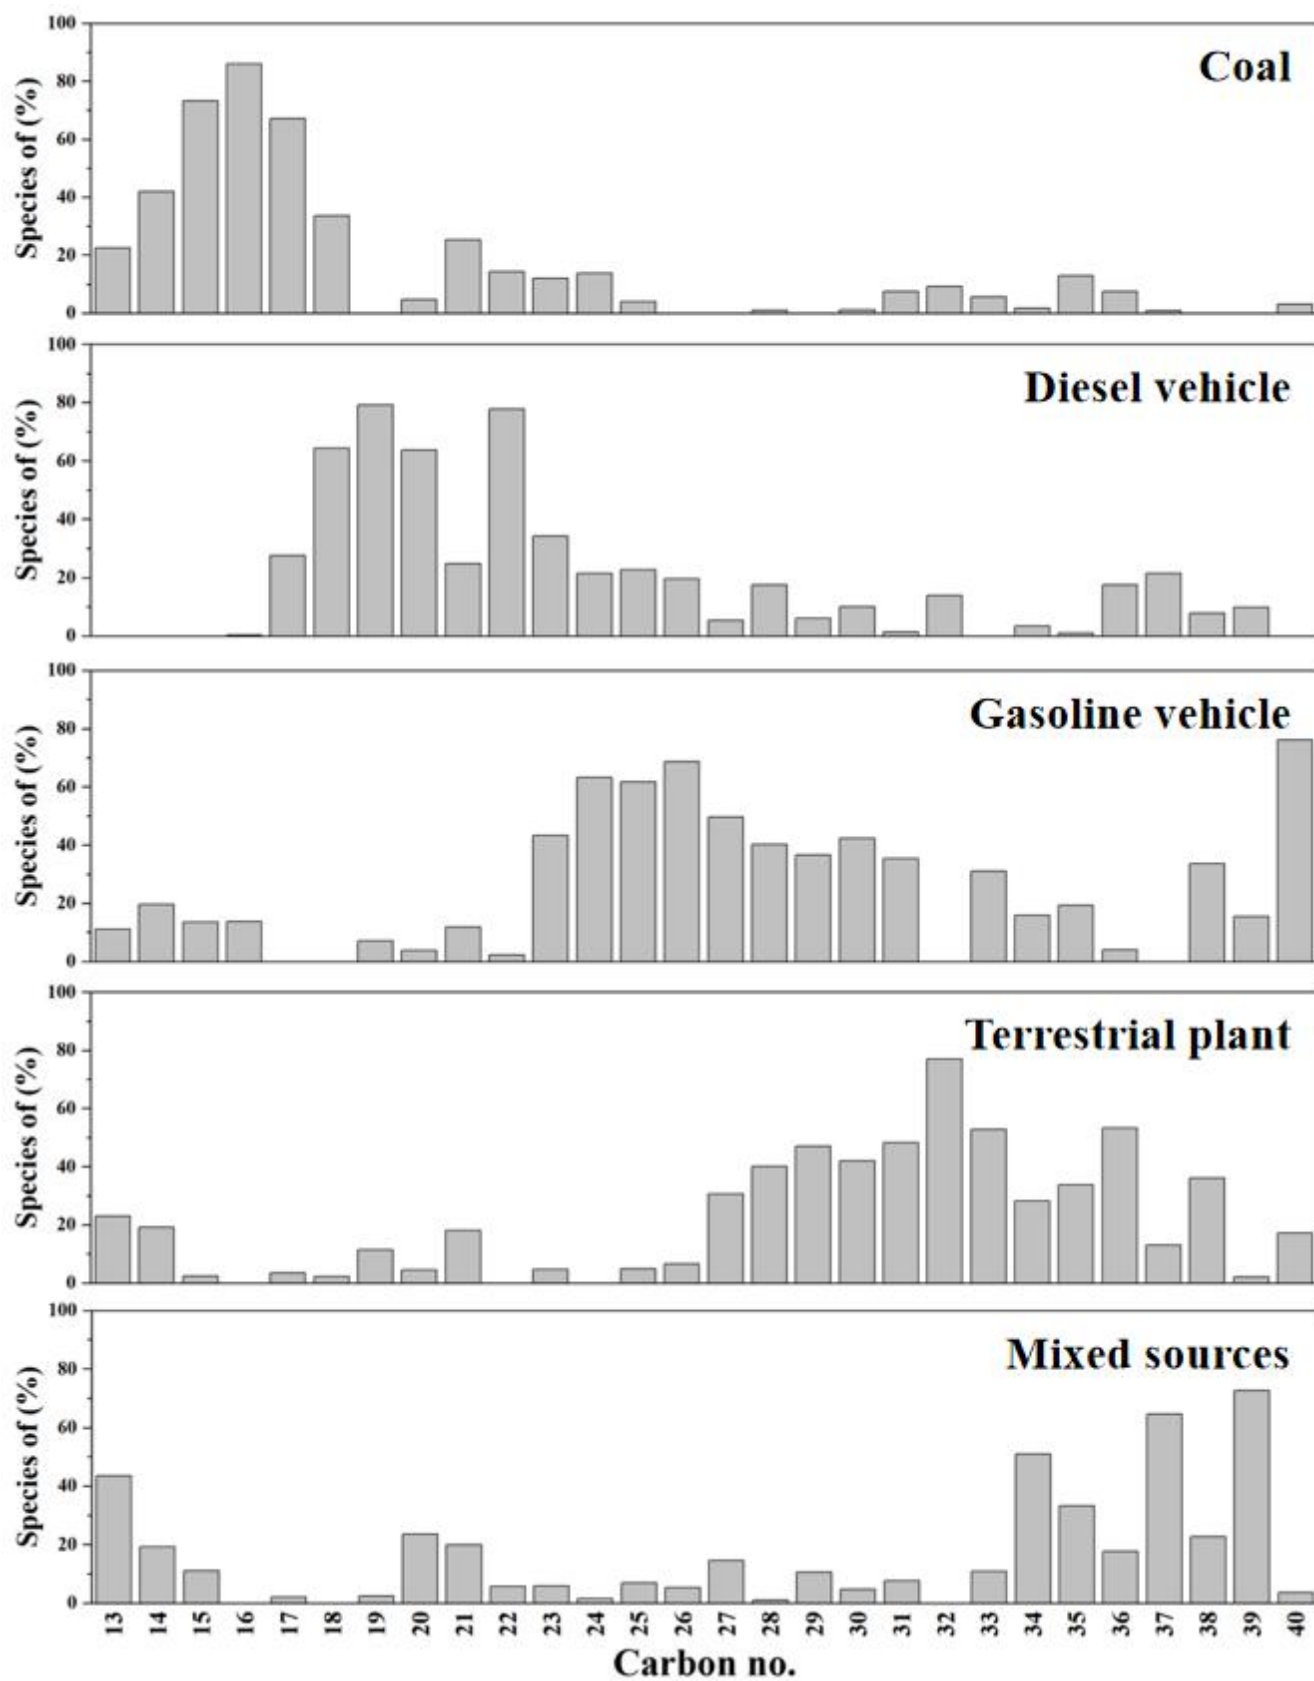 Coal
Species of (%)
100
80
60
40
20
0
Diesel vehicle
Species of (%)
100
80
60
40
20
0
Gasoline vehicle
Species of (%)
100
80
60
40
20
0
Terrestrial plant
Species of (%)
100
80
60
40
20
0
Mixed sources
Species of (%)
100
80
60
40
20
0
13 14 15 16 17 18 19 20 21 22 23 24 25 26 27 28 29 30 31 32 33 34 35 36 37 38 39 40
Carbon no.